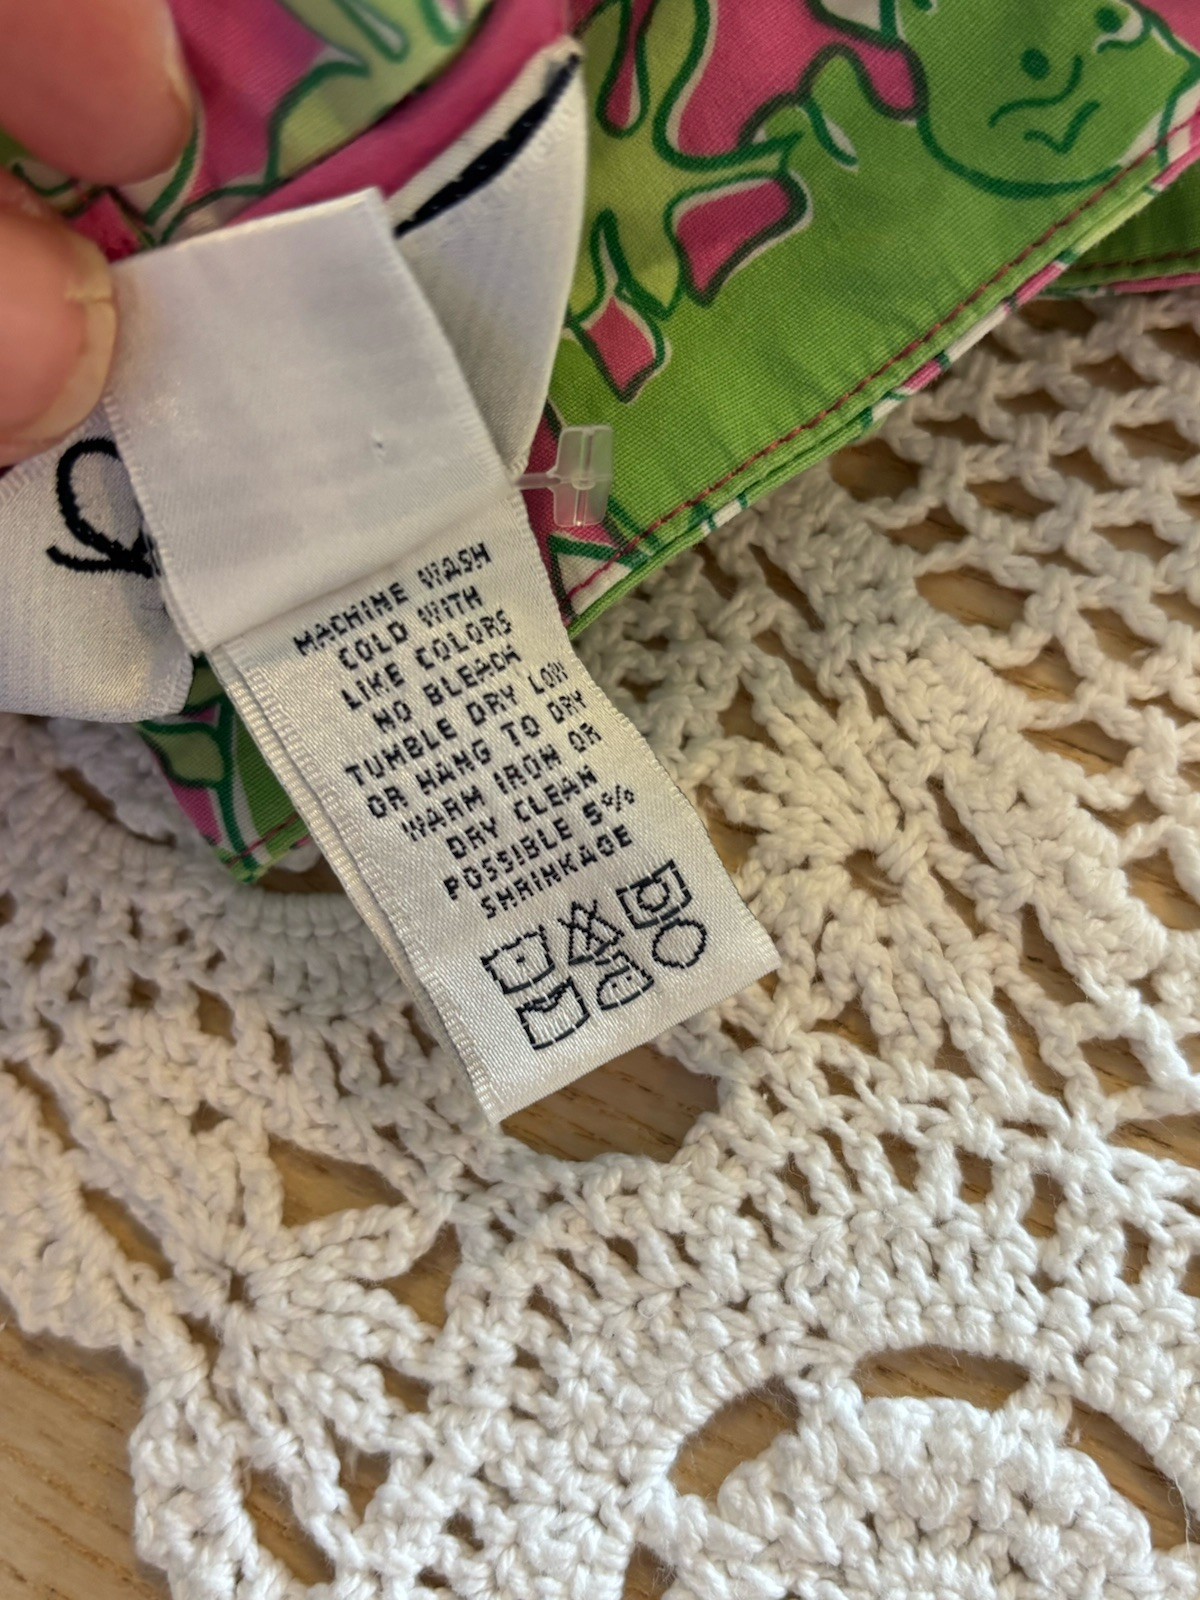 MACHINE WASH
COLD WITH
LIKE COLORS
NO BLEACH
TUMBLE DRY LOW
OR HANG TO DRY
WARM IRON OR
DRY CLEAN
POSSIBLE 5%
SHRINKAGE